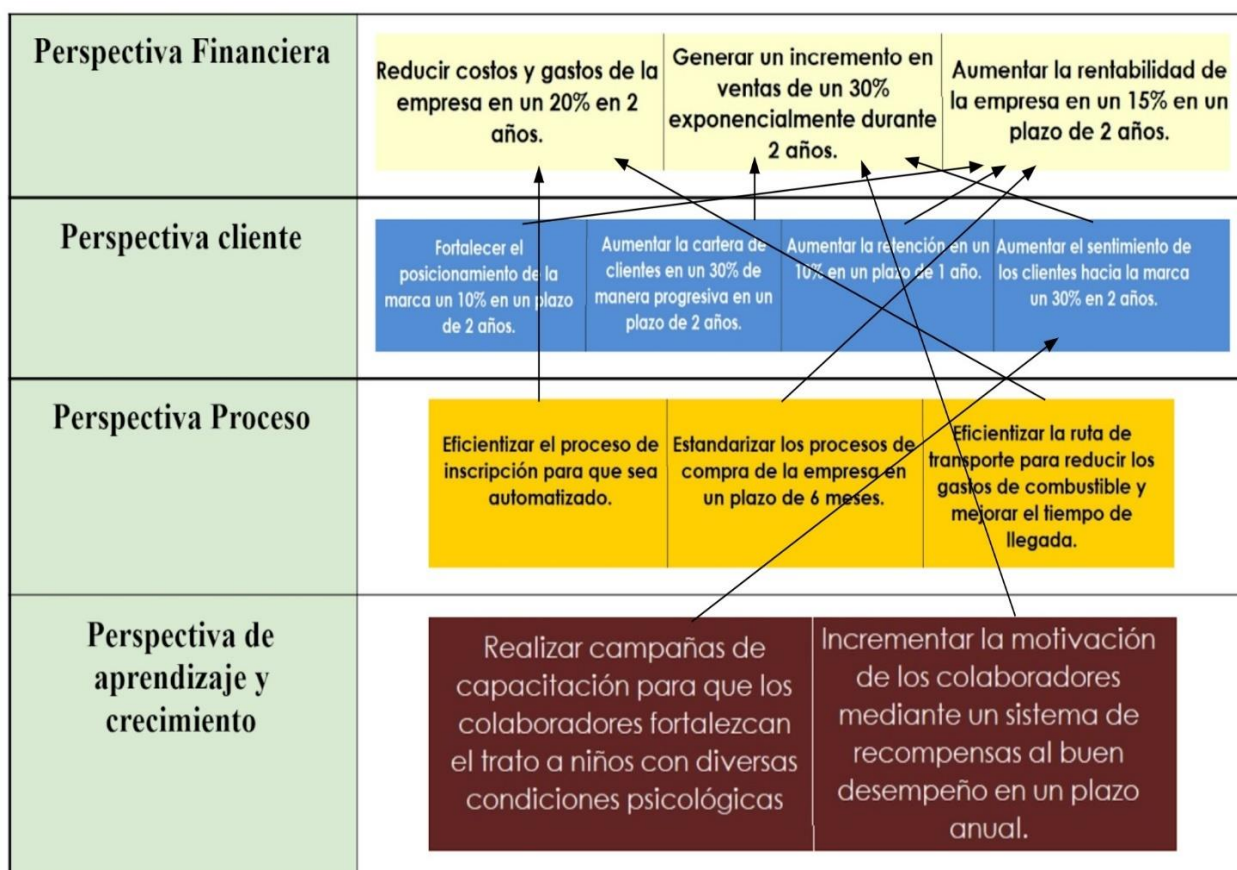 Perspectiva Financiera
Reducir costos y gastos de la
empresa en un 20% en 2
años.
Generar un incremento en
ventas de un 30%
exponencialmente durante
2 años.
Aumentar la rentabilidad de
la empresa en un 15% en un
plazo de 2 años.
Perspectiva cliente
Fortalecer el
posicionamiento de la
marca un 10% en un plazo
de 2 años.
Aumentar la cartera de
clientes en un 30% de
manera progresiva en un
plazo de 2 años.
Aumentar la retención en un
10% en un plazo de 1 año.
Aumentar el sentimiento de
los clientes hacia la marca
un 30% en 2 años.
Perspectiva Proceso
Eficientizar el proceso de
inscripción para que sea
automatizado.
Estandarizar los procesos de
compra de la empresa en
un plazo de 6 meses.
Eficientizar la ruta de
transporte para reducir los
gastos de combustible y
mejorar el tiempo de
llegada.
Perspectiva de
aprendizaje y
crecimiento
Realizar campañas de
capacitación para que los
colaboradores fortalezcan
el trato a niños con diversas
condiciones psicológicas
Incrementar la motivación
de los colaboradores
mediante un sistema de
recompensas al buen
desempeño en un plazo
anual.